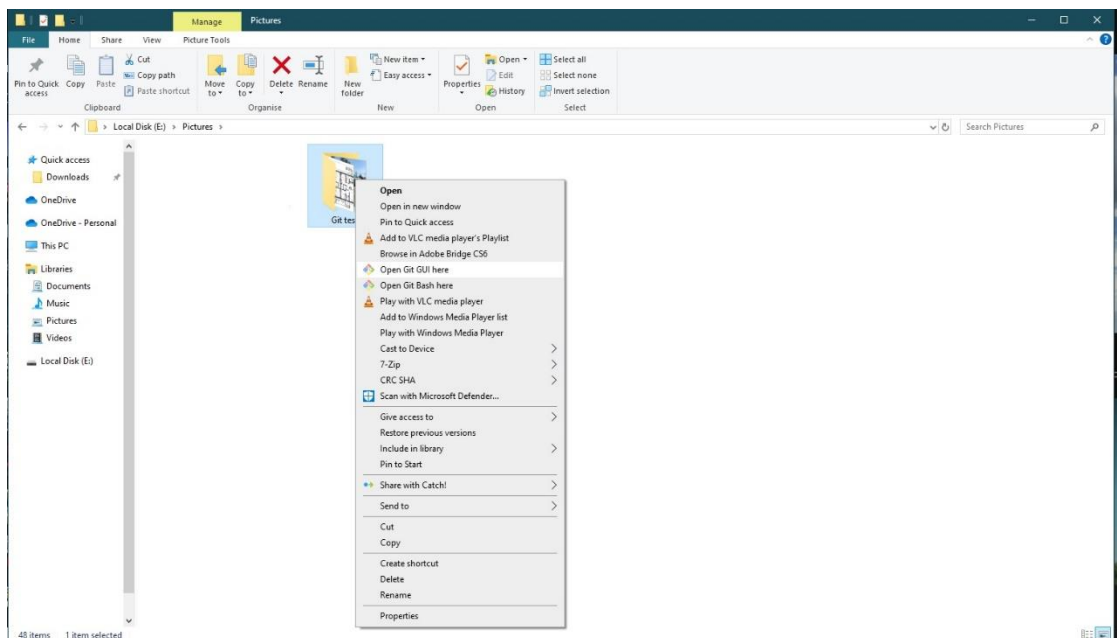 Manage
Pictures
File
Home
Share
View
Picture Tools
Pin to Quick access
Copy
Paste
Cut
Copy path
Paste shortcut
Clipboard
Move to
Copy to
Delete
Rename
Organise
New folder
New item
Easy access
New
Properties
Open
Edit
History
Open
Select all
Select none
Invert selection
Select
Local Disk (E:) > Pictures >
Search Pictures
Quick access
Downloads
OneDrive
OneDrive - Personal
This PC
Libraries
Documents
Music
Pictures
Videos
Local Disk (E:)
Git tes
Open
Open in new window
Pin to Quick access
Add to VLC media player's Playlist
Browse in Adobe Bridge CS6
Open Git GUI here
Open Git Bash here
Play with VLC media player
Add to Windows Media Player list
Play with Windows Media Player
Cast to Device
7-Zip
CRC SHA
Scan with Microsoft Defender...
Give access to
Restore previous versions
Include in library
Pin to Start
Share with Catch!
Send to
Cut
Copy
Create shortcut
Delete
Rename
Properties
48 items 1 item selected